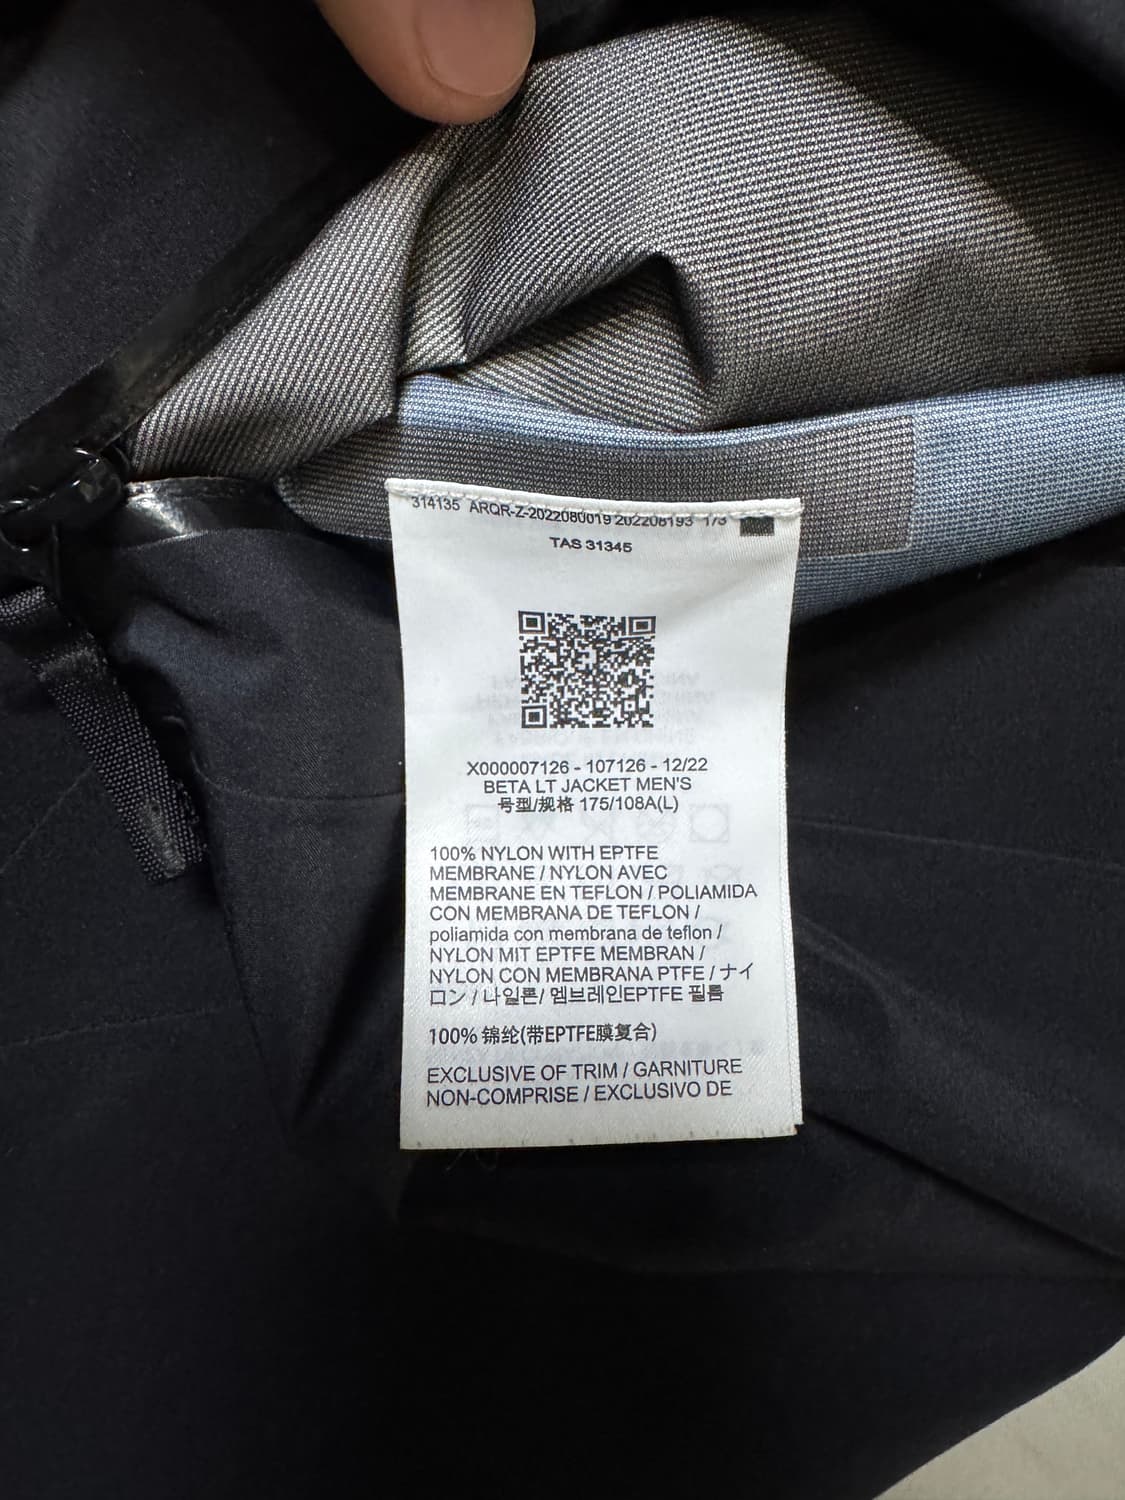 314135 ARQR-Z-2022080019 202208193 1/3
TAS 31345
X000007126 - 107126 - 12/22
BETA LT JACKET MEN'S
号型/规格 175/108A(L)
100% NYLON WITH EPTFE
MEMBRANE / NYLON AVEC
MEMBRANE EN TEFLON / POLIAMIDA
CON MEMBRANA DE TEFLON /
poliamida con membrana de teflon /
NYLON MIT EPTFE MEMBRAN /
NYLON CON MEMBRANA PTFE / ナイ
ロン / 나일론/ 멤브레인EPTFE 필름
100% 锦纶(带EPTFE膜复合)
EXCLUSIVE OF TRIM / GARNITURE
NON-COMPRISE / EXCLUSIVO DE